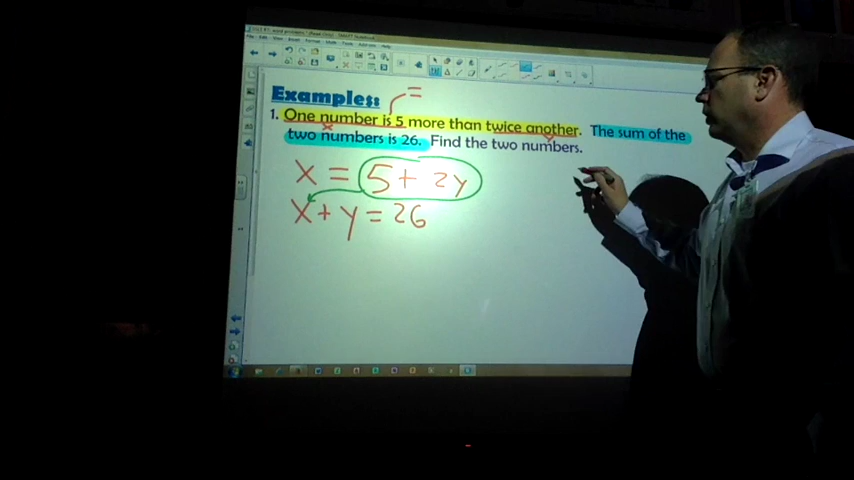 Examples:
=
1. One number is 5 more than twice another. The sum of the
two numbers is 26. Find the two numbers.
x y
x = 5 + 2y
x + y = 26